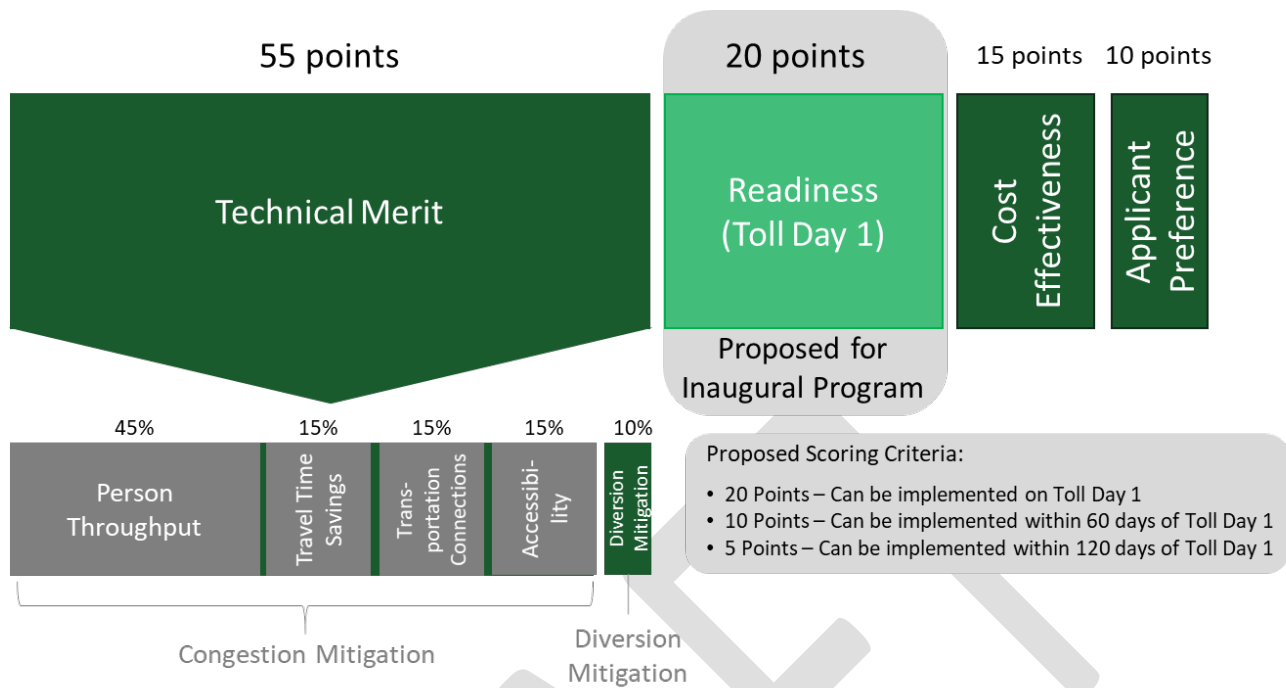 55 points
20 points
15 points
10 points
Technical Merit
Readiness
(Toll Day 1)
Cost
Effectiveness
Applicant
Preference
Proposed for
Inaugural Program
45%
15%
15%
15%
10%
Person
Throughput
Travel Time
Savings
Trans-
portation
Connections
Accessibi-
lity
Diversion
Mitigation
Proposed Scoring Criteria:
• 20 Points – Can be implemented on Toll Day 1
• 10 Points – Can be implemented within 60 days of Toll Day 1
• 5 Points – Can be implemented within 120 days of Toll Day 1
Congestion Mitigation
Diversion
Mitigation